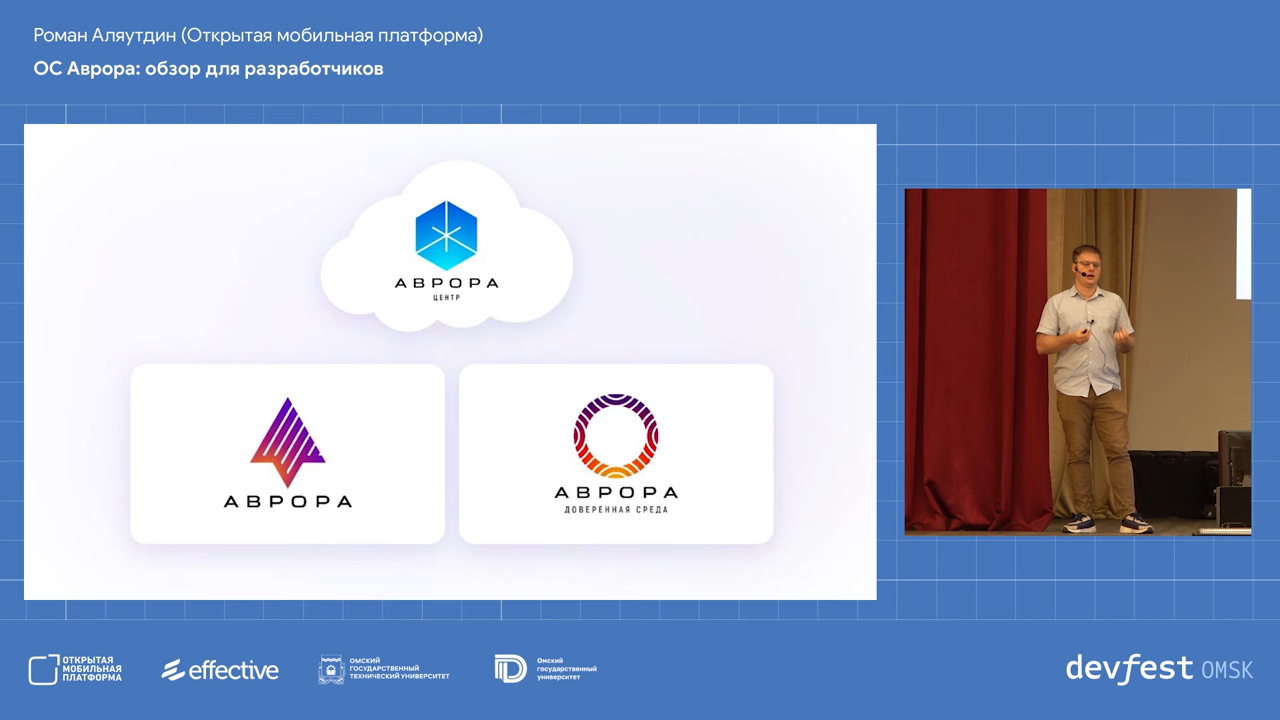 Роман Аляутдин (Открытая мобильная платформа)
ОС Аврора: обзор для разработчиков
АВРОРА
ЦЕНТР
АВРОРА
АВРОРА
ДОВЕРЕННАЯ СРЕДА
ОТКРЫТАЯ
МОБИЛЬНАЯ
ПЛАТФОРМА
effective
ОМСКИЙ
ГОСУДАРСТВЕННЫЙ
ТЕХНИЧЕСКИЙ УНИВЕРСИТЕТ
Омский
государственный
университет
devfest OMSK